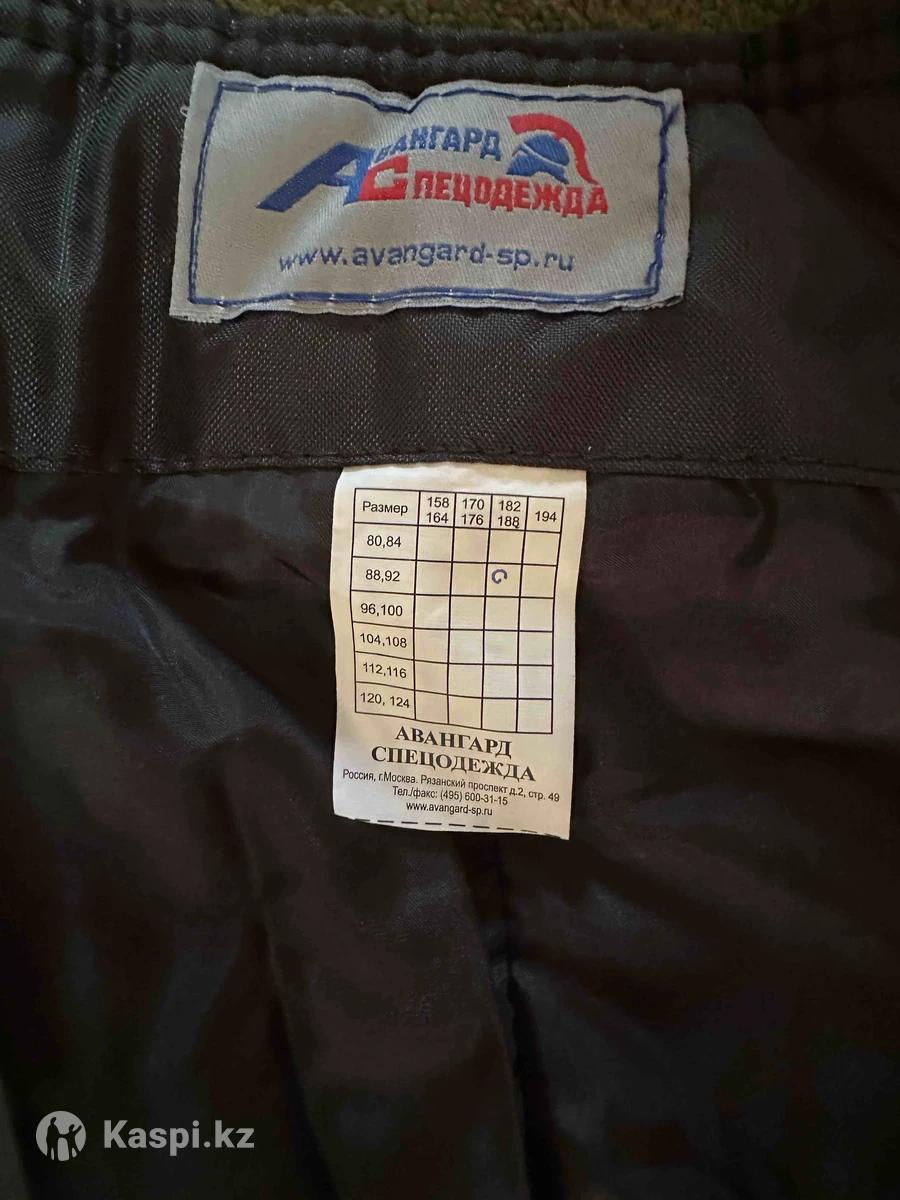 АВАНГАРД
СПЕЦОДЕЖДА
www.avangard-sp.ru
Размер 158 164 170 176 182 188 194
80,84
88,92
96,100
104,108
112,116
120, 124
АВАНГАРД
СПЕЦОДЕЖДА
Россия, г.Москва. Рязанский проспект д.2, стр. 49
Тел./факс: (495) 600-31-15
www.avangard-sp.ru
Kaspi.kz